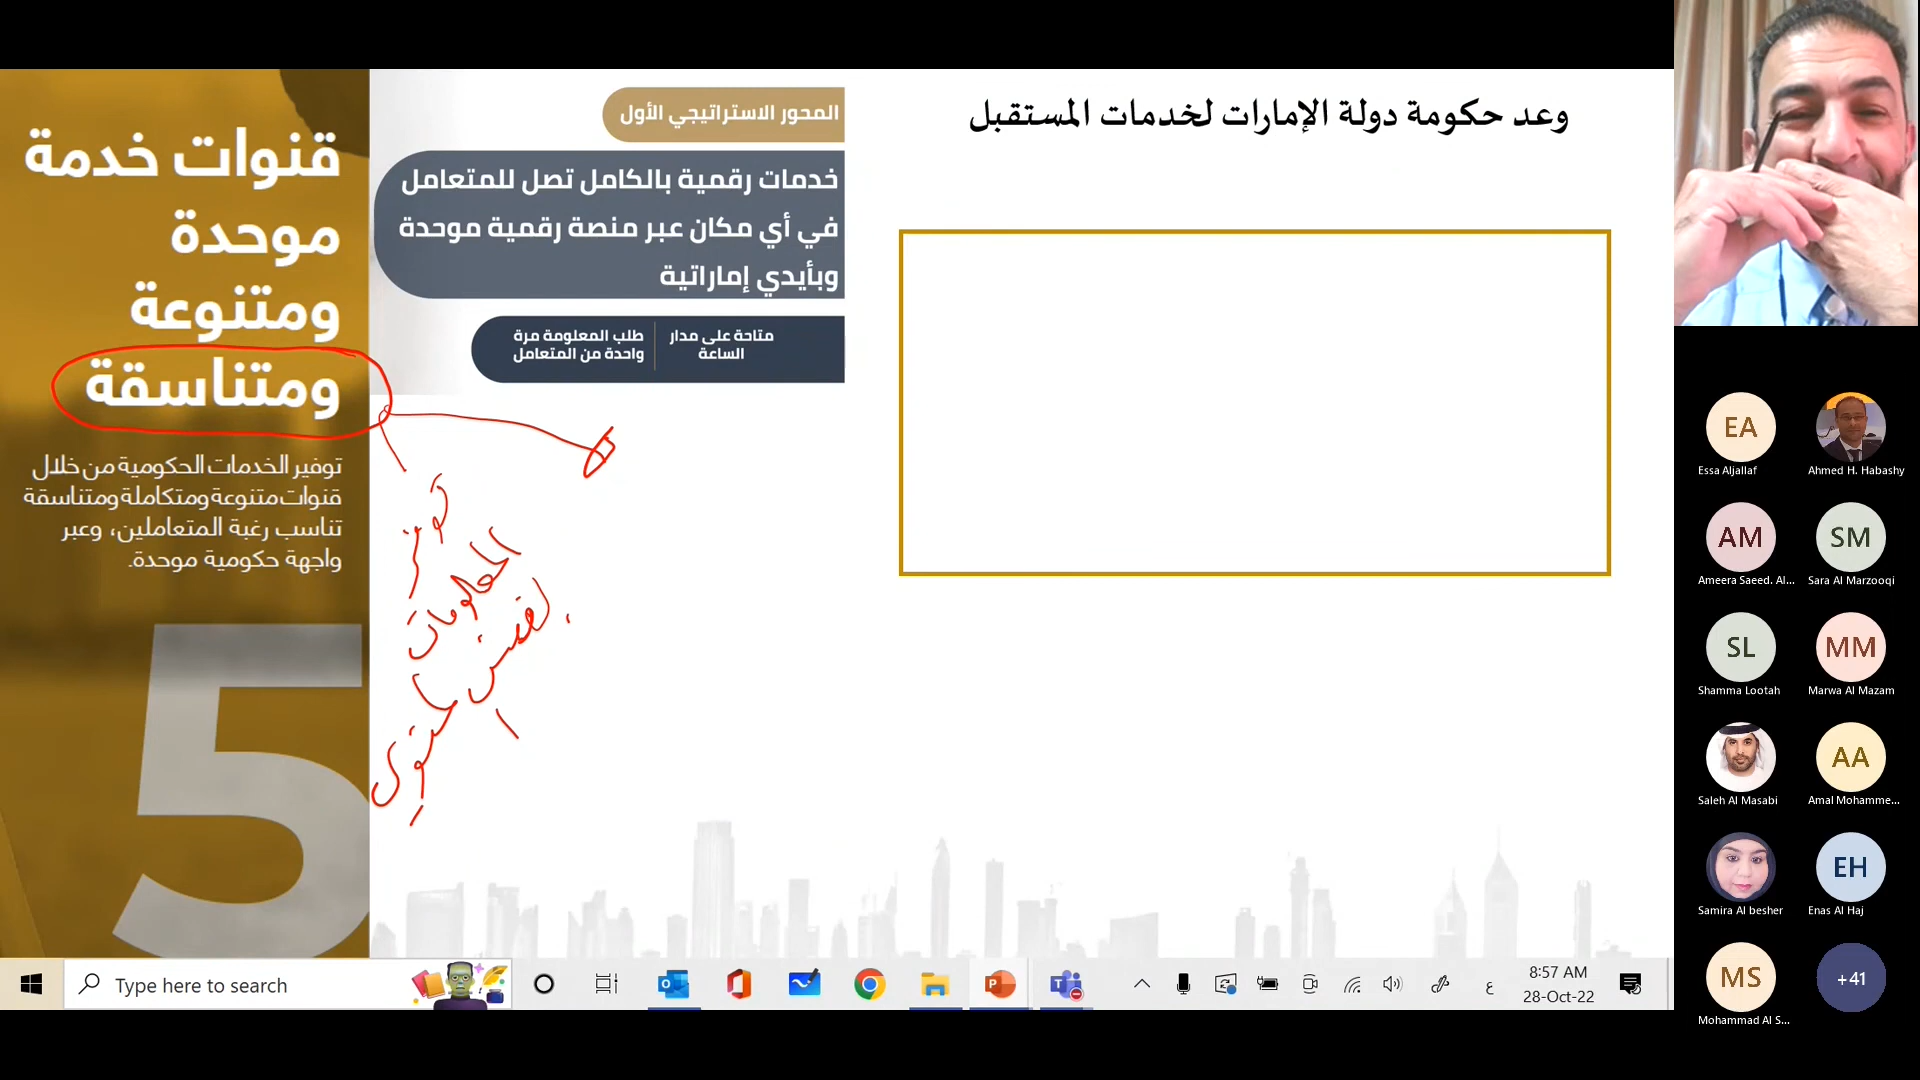 وعد حكومة دولة الإمارات لخدمات المستقبل
المحور الاستراتيجي الأول
خدمات رقمية بالكامل تصل للمتعامل
في أي مكان عبر منصة رقمية موحدة
وبأيدي إماراتية
متاحة على مدار
الساعة
طلب المعلومة مرة
واحدة من المتعامل
قنوات خدمة
موحدة
ومتنوعة
ومتناسقة
توفير الخدمات الحكومية من خلال
قنوات متنوعة ومتكاملة ومتناسقة
تناسب رغبة المتعاملين، وعبر
واجهة حكومية موحدة.
5
المعلومات
EA
Essa Aljallaf
Ahmed H. Habashy
AM
Ameera Saeed. Al...
SM
Sara Al Marzooqi
SL
Shamma Lootah
MM
Marwa Al Mazam
Saleh Al Masabi
AA
Amal Mohamme...
Samira Al besher
EH
Enas Al Haj
MS
Mohammad Al S...
+41
Type here to search
ع
8:57 AM
28-Oct-22